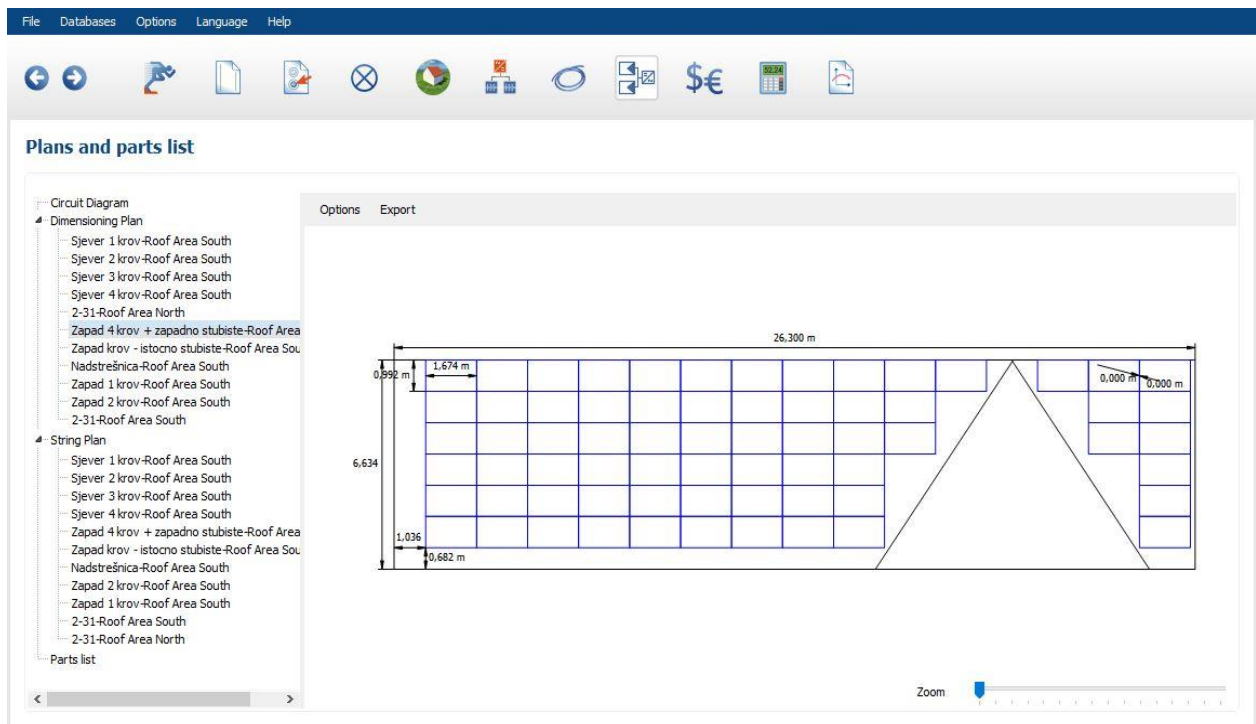 File Databases Options Language Help
52,24
$€
Plans and parts list
Circuit Diagram
Dimensioning Plan
Sjever 1 krov-Roof Area South
Sjever 2 krov-Roof Area South
Sjever 3 krov-Roof Area South
Sjever 4 krov-Roof Area South
2-31-Roof Area North
Zapad 4 krov + zapadno stubiste-Roof Area
Zapad krov - istocno stubiste-Roof Area Sou
Nadstrešnica-Roof Area South
Zapad 1 krov-Roof Area South
Zapad 2 krov-Roof Area South
2-31-Roof Area South
String Plan
Sjever 1 krov-Roof Area South
Sjever 2 krov-Roof Area South
Sjever 3 krov-Roof Area South
Sjever 4 krov-Roof Area South
Zapad 4 krov + zapadno stubiste-Roof Area
Zapad krov - istocno stubiste-Roof Area Sou
Nadstrešnica-Roof Area South
Zapad 2 krov-Roof Area South
Zapad 1 krov-Roof Area South
2-31-Roof Area South
2-31-Roof Area North
Parts list
Options Export
26,300 m
1,674 m
0,992 m
0,000 m
0,000 m
6,634
1,036
0,682 m
Zoom